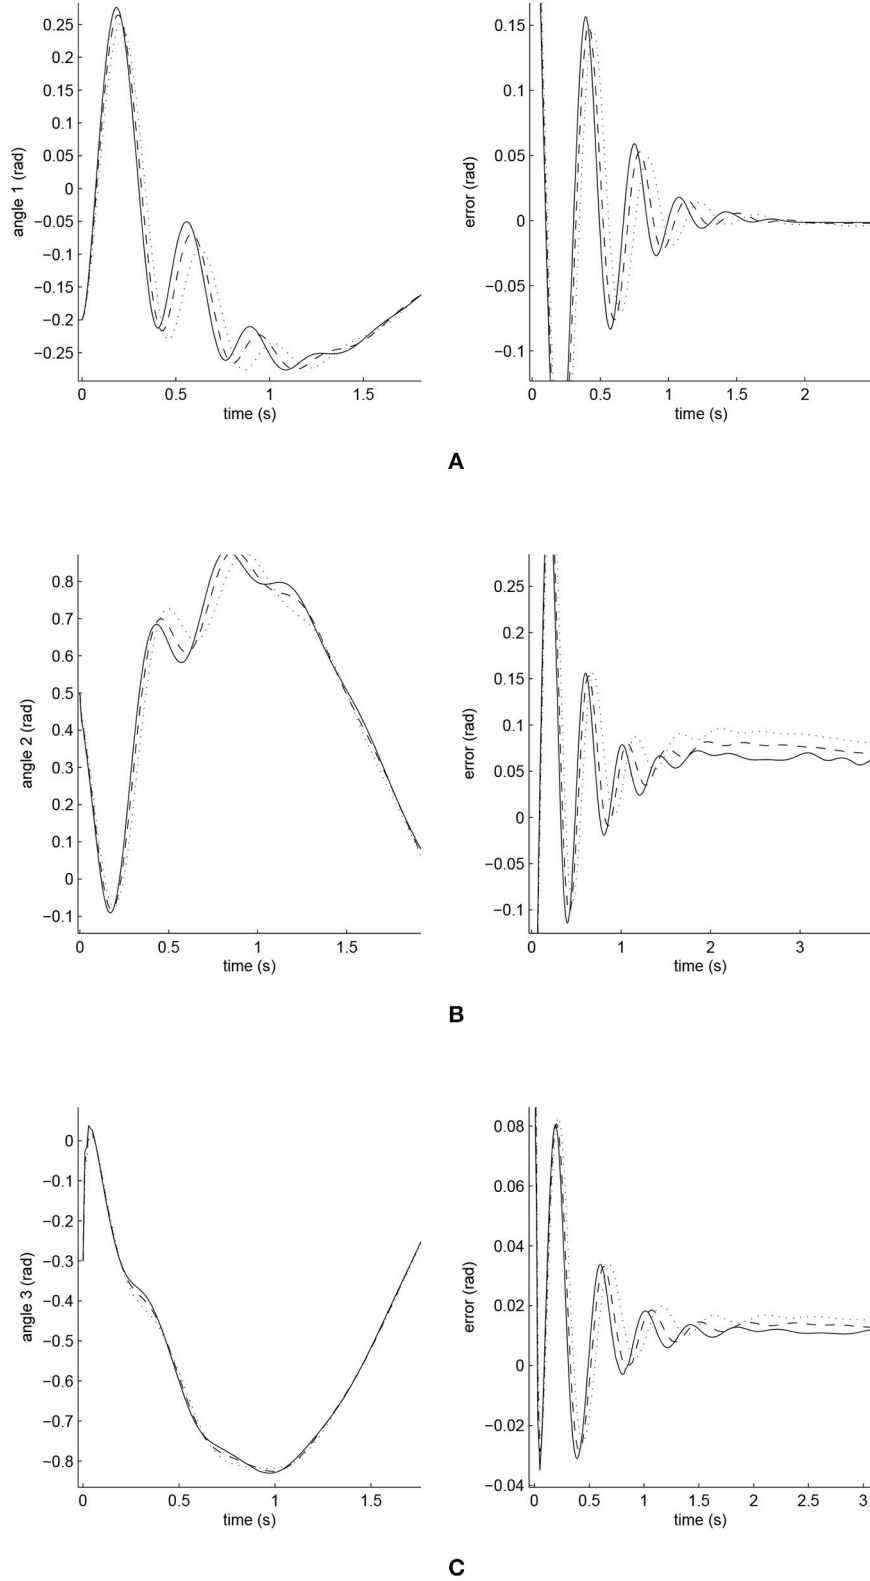 0.25
0.2
0.15
0.1
0.05
0
−0.05
−0.1
−0.15
−0.2
−0.25
angle 1 (rad)
0 0.5 1 1.5
time (s)
0.15
0.1
0.05
0
−0.05
−0.1
error (rad)
0 0.5 1 1.5 2
time (s)
A
0.8
0.7
0.6
0.5
0.4
0.3
0.2
0.1
0
−0.1
angle 2 (rad)
0 0.5 1 1.5
time (s)
0.25
0.2
0.15
0.1
0.05
0
−0.05
−0.1
error (rad)
0 1 2 3
time (s)
B
0
−0.1
−0.2
−0.3
−0.4
−0.5
−0.6
−0.7
−0.8
angle 3 (rad)
0 0.5 1 1.5
time (s)
0.08
0.06
0.04
0.02
0
−0.02
−0.04
error (rad)
0 0.5 1 1.5 2 2.5 3
time (s)
C